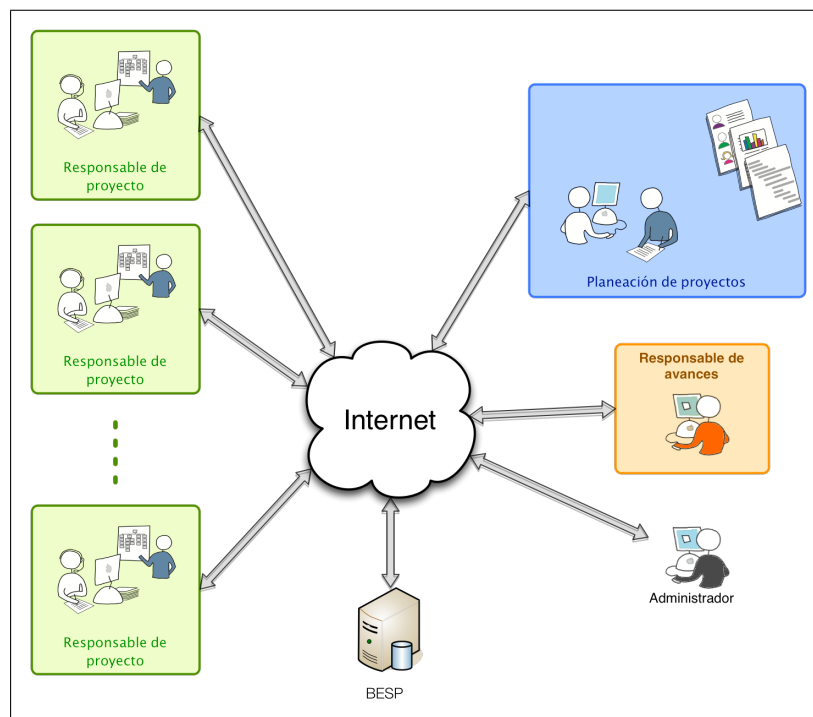 Responsable de
proyecto
Responsable de
proyecto
Responsable de
proyecto
Internet
Planeación de proyectos
Responsable de
avances
Administrador
BESP